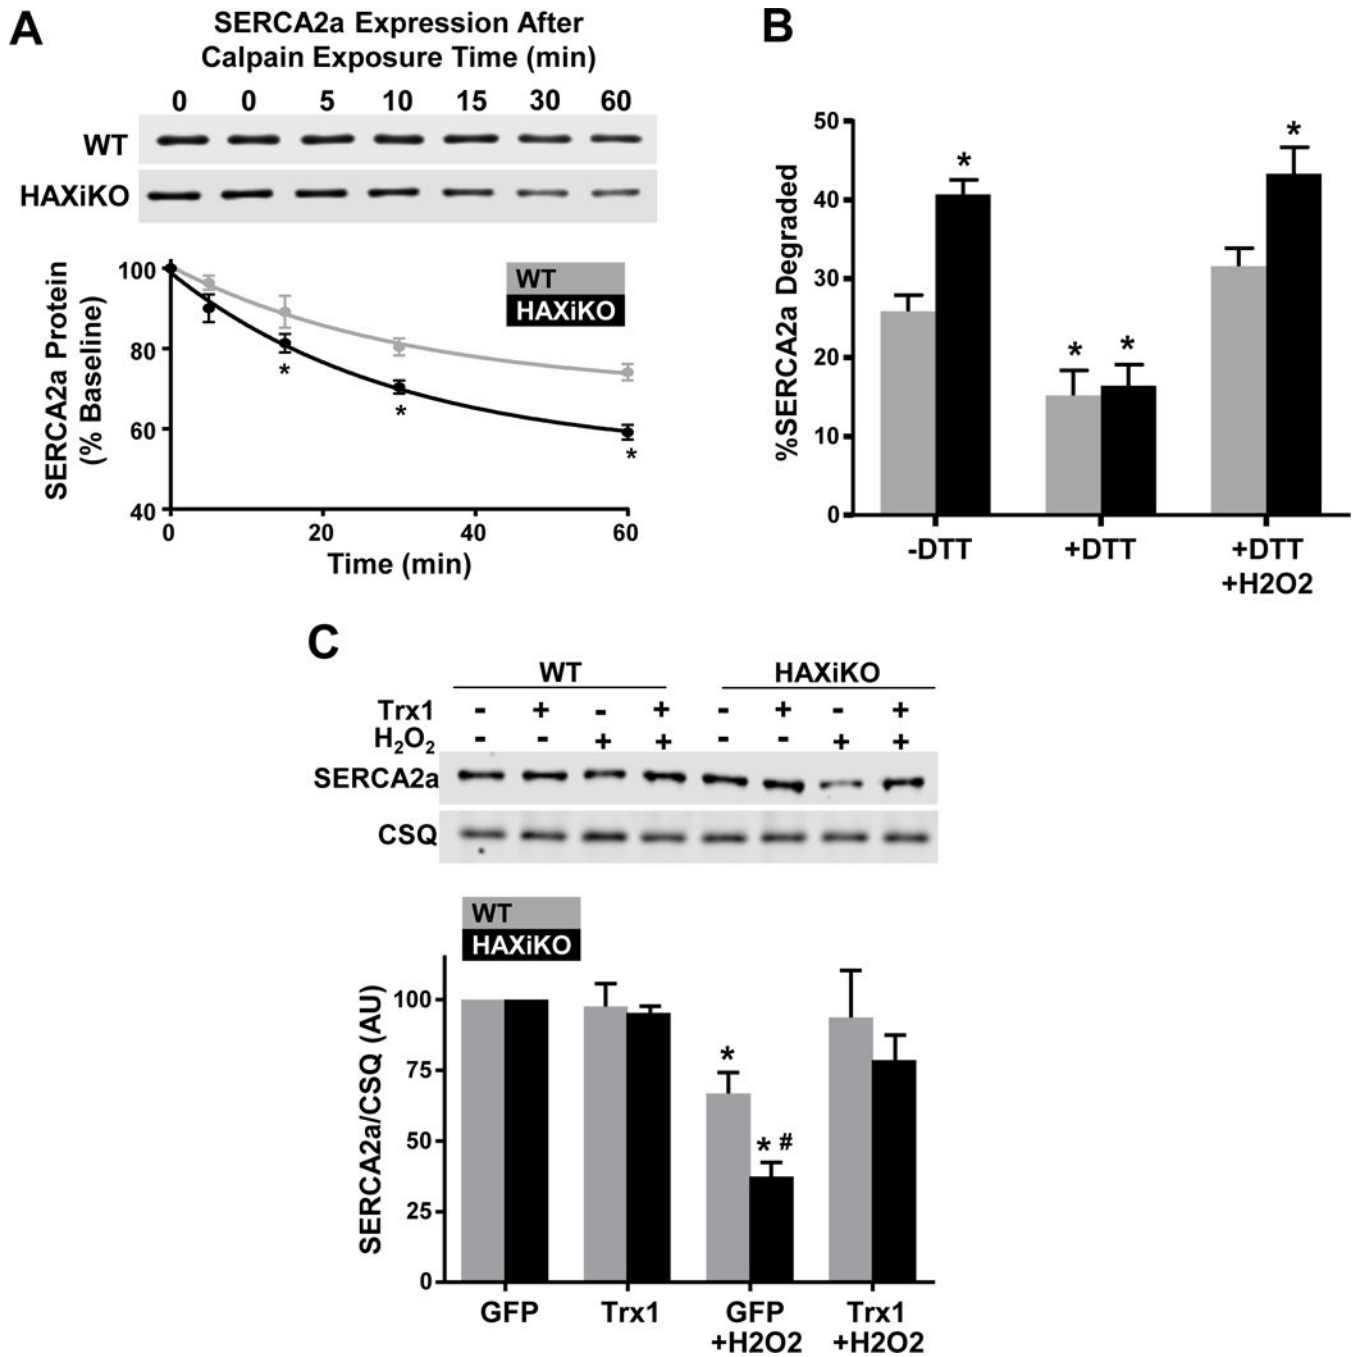 A
SERCA2a Expression After
Calpain Exposure Time (min)
0 0 5 10 15 30 60
WT
HAXiKO
SERCA2a Protein
(% Baseline)
100
80
60
40
WT
HAXiKO
*
*
*
0 20 40 60
Time (min)
B
%SERCA2a Degraded
50
40
30
20
10
0
*
* *
*
-DTT +DTT +DTT
+H2O2
C
WT HAXiKO
Trx1 - + - + - + - +
H₂O₂ - - + + - - + +
SERCA2a
CSQ
WT
HAXiKO
SERCA2a/CSQ (AU)
100
75
50
25
0
*
* #
GFP Trx1 GFP Trx1
+H2O2 +H2O2